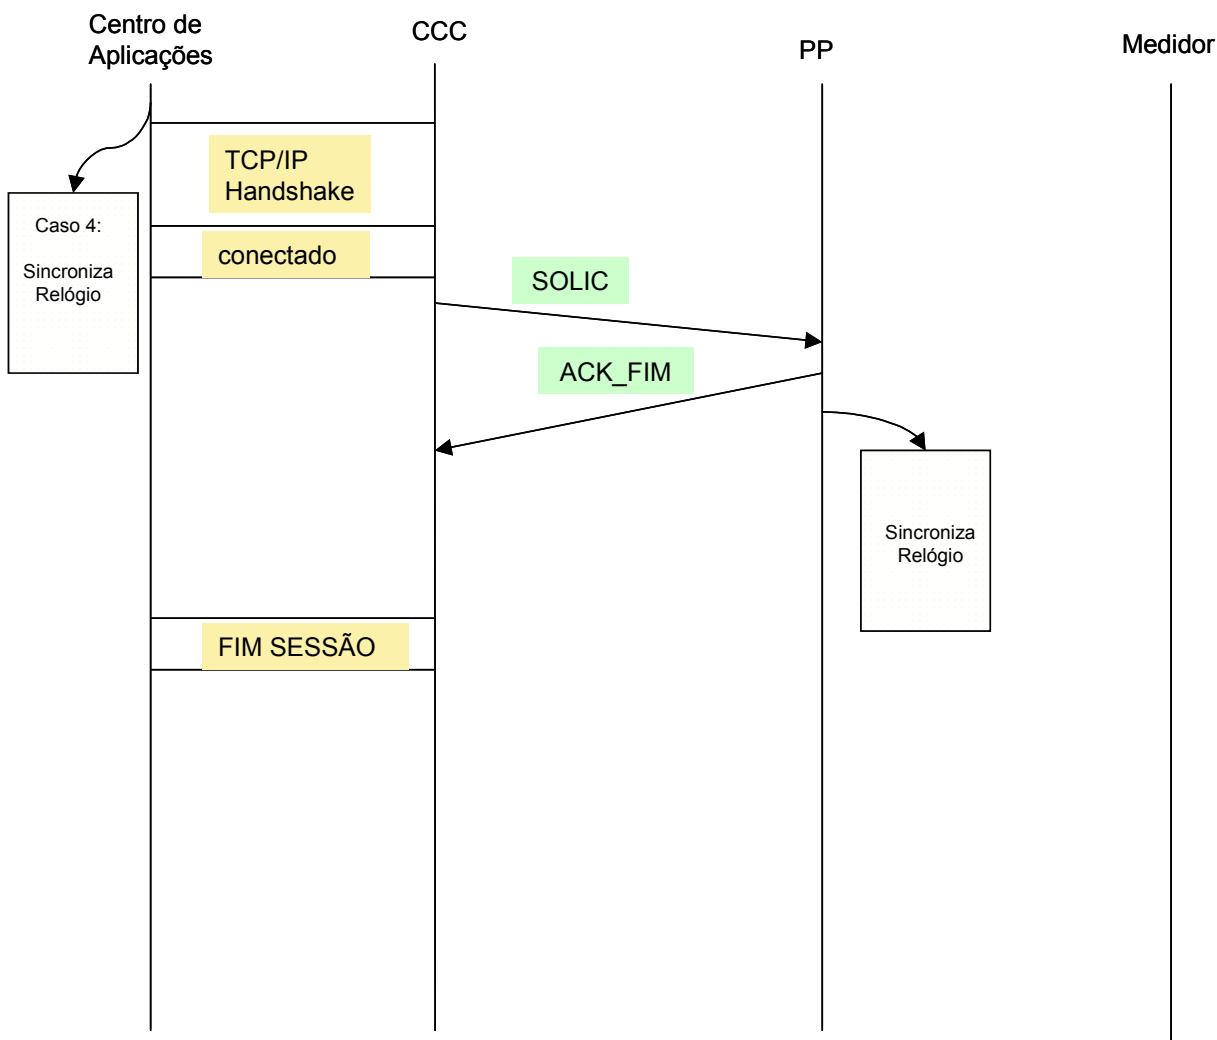 Centro de
Aplicações
CCC
PP
Medidor
TCP/IP
Handshake
Caso 4:
Sincroniza
Relógio
conectado
SOLIC
ACK_FIM
Sincroniza
Relógio
FIM SESSÃO